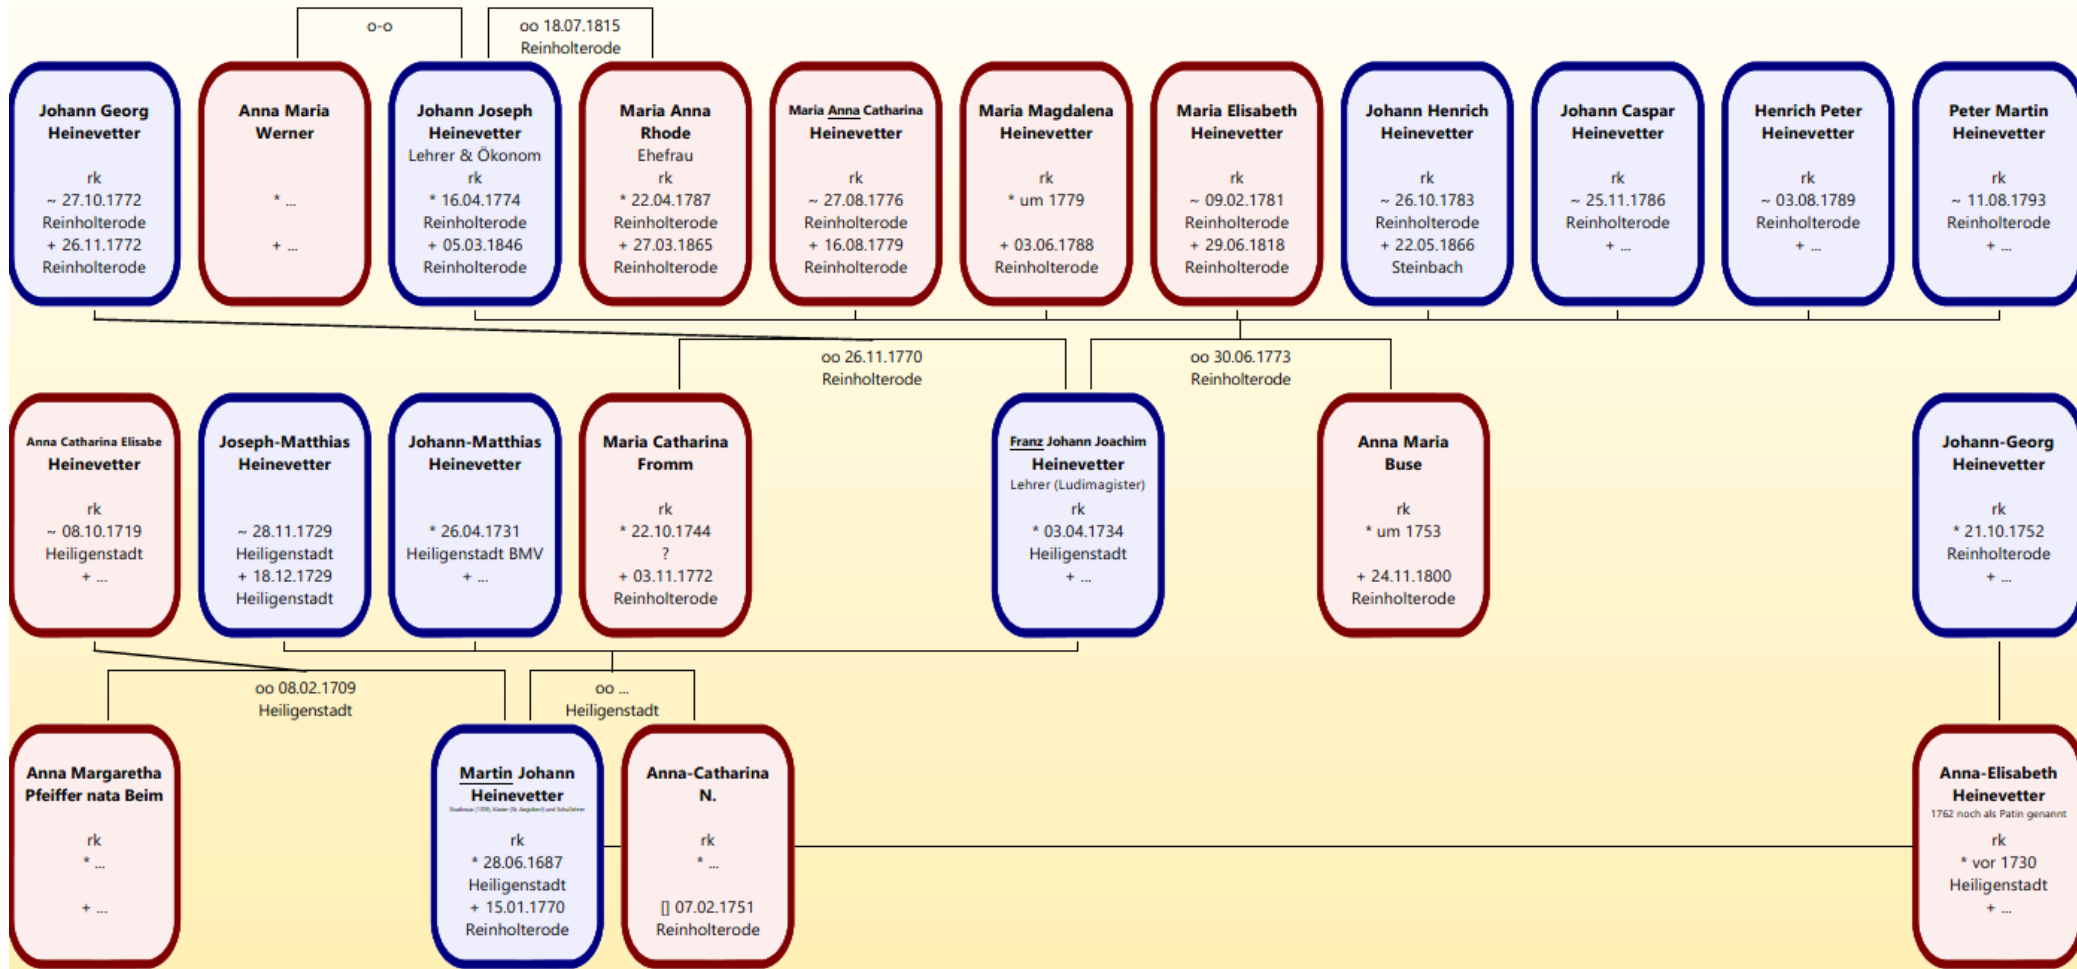 o-o
oo 18.07.1815
Reinholterode
Johann Georg
Heinevetter
rk
~ 27.10.1772
Reinholterode
+ 26.11.1772
Reinholterode
Anna Maria
Werner
* ...
+ ...
Johann Joseph
Heinevetter
Lehrer & Ökonom
rk
* 16.04.1774
Reinholterode
+ 05.03.1846
Reinholterode
Maria Anna
Rhode
Ehefrau
rk
* 22.04.1787
Reinholterode
+ 27.03.1865
Reinholterode
Maria Anna Catharina
Heinevetter
rk
~ 27.08.1776
Reinholterode
+ 16.08.1779
Reinholterode
Maria Magdalena
Heinevetter
rk
* um 1779
+ 03.06.1788
Reinholterode
Maria Elisabeth
Heinevetter
rk
~ 09.02.1781
Reinholterode
+ 29.06.1818
Reinholterode
Johann Henrich
Heinevetter
rk
~ 26.10.1783
Reinholterode
+ 22.05.1866
Steinbach
Johann Caspar
Heinevetter
rk
~ 25.11.1786
Reinholterode
+ ...
Henrich Peter
Heinevetter
rk
~ 03.08.1789
Reinholterode
+ ...
Peter Martin
Heinevetter
rk
~ 11.08.1793
Reinholterode
+ ...
oo 26.11.1770
Reinholterode
oo 30.06.1773
Reinholterode
Anna Catharina Elisabe
Heinevetter
rk
~ 08.10.1719
Heiligenstadt
+ ...
Joseph-Matthias
Heinevetter
~ 28.11.1729
Heiligenstadt
+ 18.12.1729
Heiligenstadt
Johann-Matthias
Heinevetter
* 26.04.1731
Heiligenstadt BMV
+ ...
Maria Catharina
Fromm
rk
* 22.10.1744
?
+ 03.11.1772
Reinholterode
Franz Johann Joachim
Heinevetter
Lehrer (Ludimagister)
rk
* 03.04.1734
Heiligenstadt
+ ...
Anna Maria
Buse
rk
* um 1753
+ 24.11.1800
Reinholterode
Johann-Georg
Heinevetter
rk
* 21.10.1752
Reinholterode
+ ...
oo 08.02.1709
Heiligenstadt
oo ...
Heiligenstadt
Anna Margaretha
Pfeiffer nata Beim
rk
* ...
+ ...
Martin Johann
Heinevetter
Studiosus (1709), Küster (St. Aegidien) und Schullehrer
rk
* 28.06.1687
Heiligenstadt
+ 15.01.1770
Reinholterode
Anna-Catharina
N.
rk
* ...
[] 07.02.1751
Reinholterode
Anna-Elisabeth
Heinevetter
1762 noch als Patin genannt
rk
* vor 1730
Heiligenstadt
+ ...